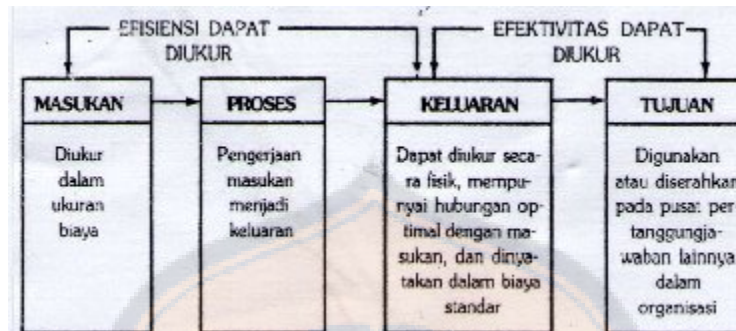 EFISIENSI DAPAT
DIUKUR
EFEKTIVITAS DAPAT
DIUKUR
MASUKAN
PROSES
KELUARAN
TUJUAN
Diukur
dalam
ukuran
biaya
Pengerjaan
masukan
menjadi
keluaran
Dapat diukur seca-
ra fisik, mempu-
nyai hubungan op-
timal dengan ma-
sukan, dan dinya-
takan dalam biaya
standar
Digunakan
atau diserahkan
pada pusat per
tanggungja-
waban lainnya
dalam
organisasi